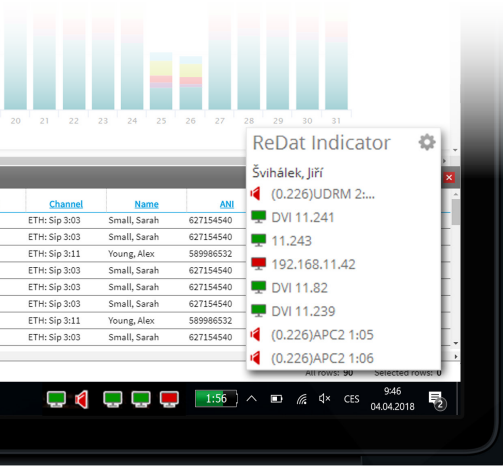 20 21 22 23 24 25 26 27 28 29 30 31
ReDat Indicator
Švihálek, Jiří
(0.226)UDRM 2:...
DVI 11.241
11.243
192.168.11.42
DVI 11.82
DVI 11.239
(0.226)APC2 1:05
(0.226)APC2 1:06
Channel Name ANI
ETH: Sip 3:03 Small, Sarah 627154540
ETH: Sip 3:03 Small, Sarah 627154540
ETH: Sip 3:11 Young, Alex 589986532
ETH: Sip 3:03 Small, Sarah 627154540
ETH: Sip 3:03 Small, Sarah 627154540
ETH: Sip 3:03 Small, Sarah 627154540
ETH: Sip 3:11 Young, Alex 589986532
ETH: Sip 3:03 Small, Sarah 627154540
All rows: 90 Selected rows: 0
1:56 CES 9:46
04.04.2018
2